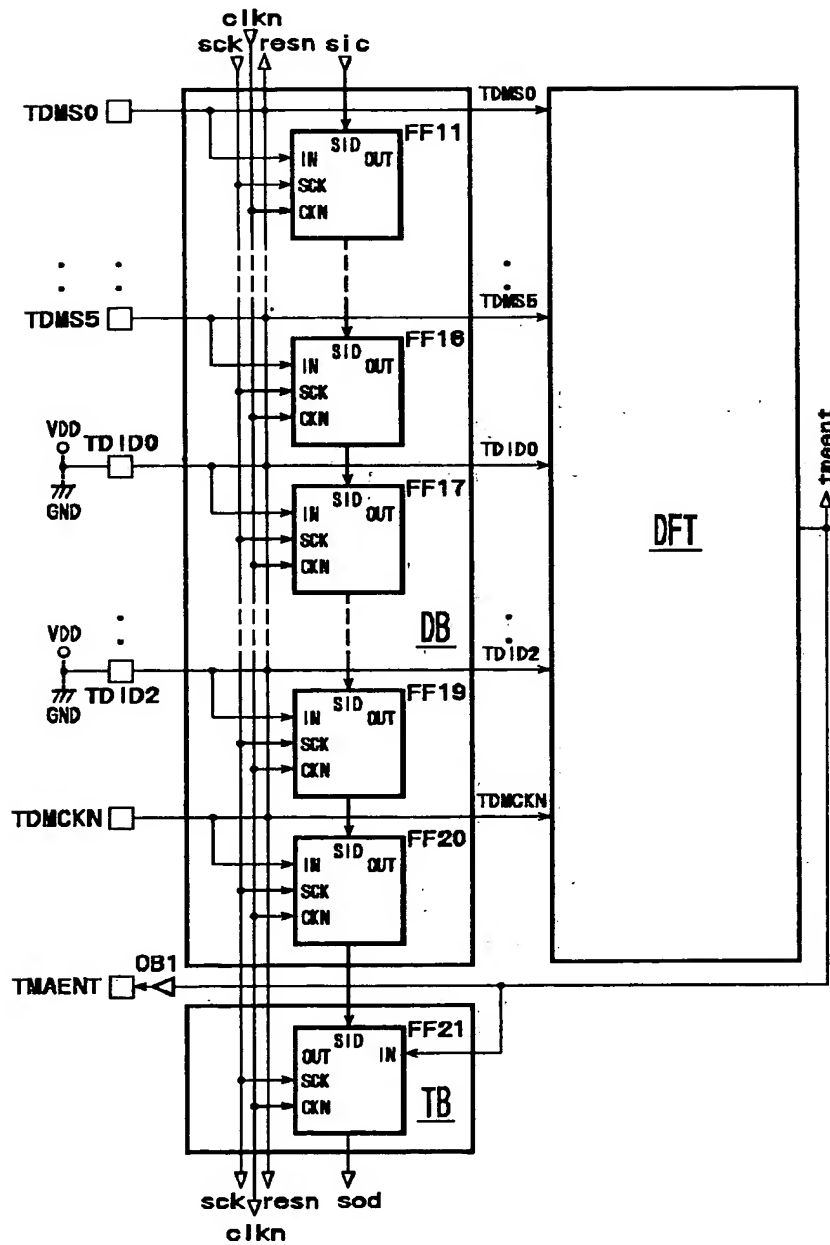 clkn
sck resn sic
TDMS0 TDMS0
SID FF11
IN OUT
SCK
CKN
TDMS5 TDMS5
SID FF16
IN OUT
SCK
CKN
VDD TDID0 TDID0
GND
SID FF17
IN OUT
SCK
CKN
DFT
tmaent
DB
VDD
TDID2 TDID2
GND
SID FF19
IN OUT
SCK
CKN
TDMCKN TDMCKN
SID FF20
IN OUT
SCK
CKN
OB1
TMAENT
SID FF21
OUT IN
SCK
CKN
TB
sck resn sod
clkn